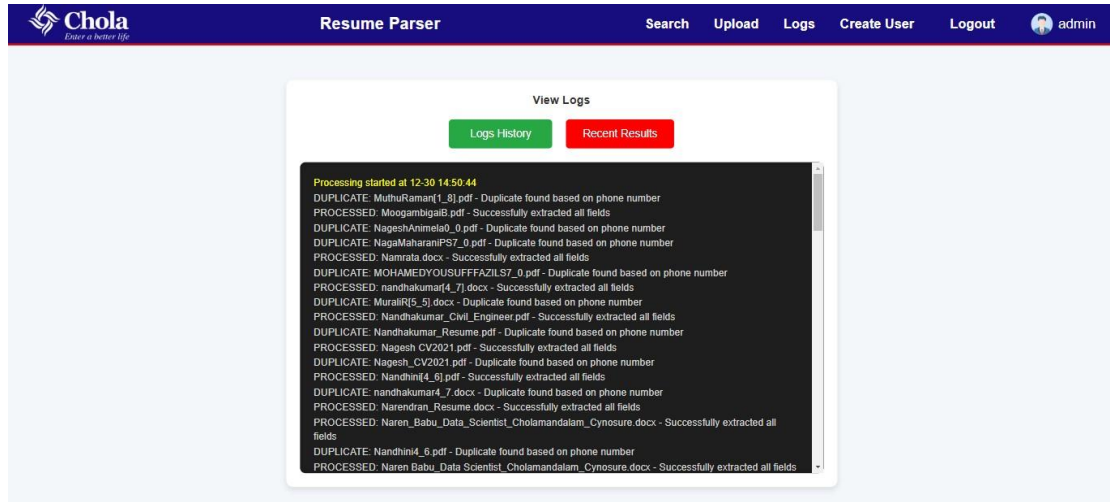 Chola
Enter a better life
Resume Parser
Search
Upload
Logs
Create User
Logout
admin
View Logs
Logs History
Recent Results
Processing started at 12-30 14:50:44
DUPLICATE: MuthuRaman[1_8].pdf - Duplicate found based on phone number
PROCESSED: MoogambigaiB.pdf - Successfully extracted all fields
DUPLICATE: NageshAnimela0_0.pdf - Duplicate found based on phone number
DUPLICATE: NagaMaharaniPS7_0.pdf - Duplicate found based on phone number
PROCESSED: Namrata.docx - Successfully extracted all fields
DUPLICATE: MOHAMEDYOUSUFFFAZILS7_0.pdf - Duplicate found based on phone number
PROCESSED: nandhakumar[4_7].docx - Successfully extracted all fields
DUPLICATE: MuraliR[5_5].docx - Duplicate found based on phone number
PROCESSED: Nandhakumar_Civil_Engineer.pdf - Successfully extracted all fields
DUPLICATE: Nandhakumar_Resume.pdf - Duplicate found based on phone number
PROCESSED: Nagesh CV2021.pdf - Successfully extracted all fields
DUPLICATE: Nagesh_CV2021.pdf - Duplicate found based on phone number
PROCESSED: Nandhini[4_6].pdf - Successfully extracted all fields
DUPLICATE: nandhakumar4_7.docx - Duplicate found based on phone number
PROCESSED: Narendran_Resume.docx - Successfully extracted all fields
PROCESSED: Naren_Babu_Data_Scientist_Cholamandalam_Cynosure.docx - Successfully extracted all
fields
DUPLICATE: Nandhini4_6.pdf - Duplicate found based on phone number
PROCESSED: Naren Babu_Data Scientist_Cholamandalam_Cynosure.docx - Successfully extracted all fields